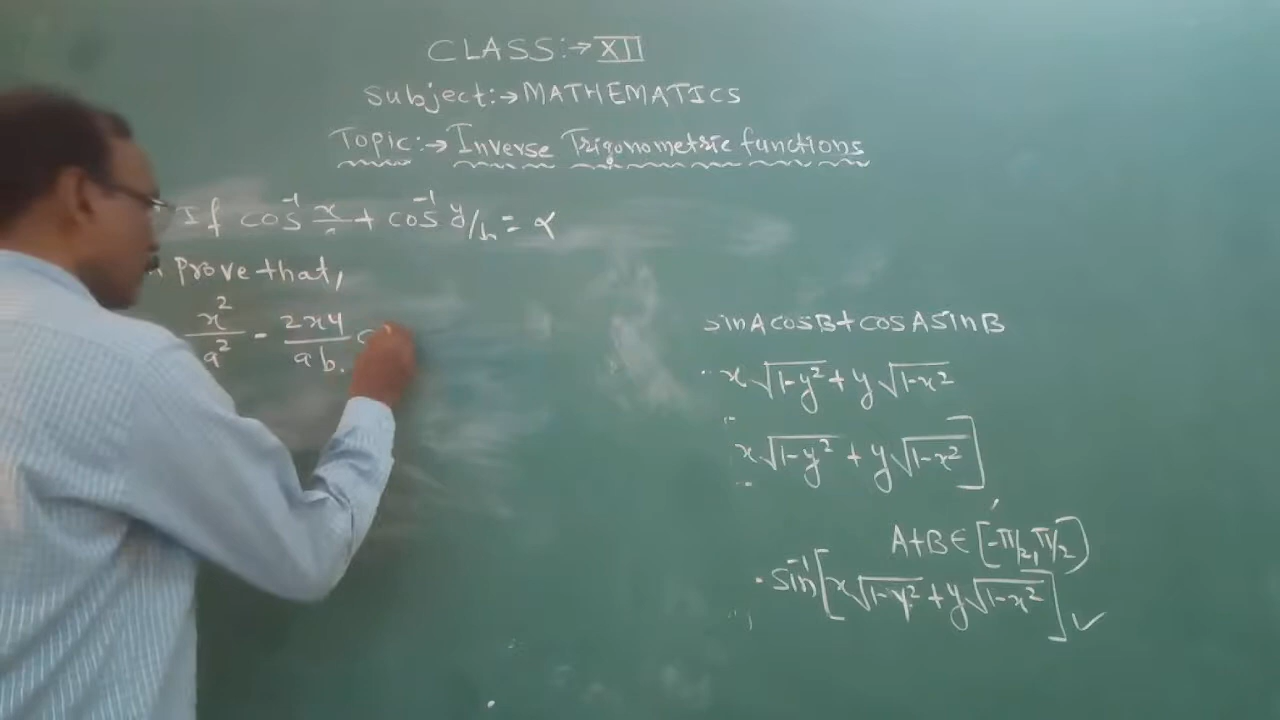 CLASS:→ XII
Subject:→ MATHEMATICS
Topic:→ Inverse Trigonometric functions
If cos⁻¹ x/a + cos⁻¹ y/b = α
Prove that,
x²/a² - 2xy/ab.
sinAcosB+cosAsinB
x√1-y² + y√1-x²
x√1-y² + y√1-x²]
A+B∈[-π/2, π/2]
sin⁻¹[x√1-y² + y√1-x²]